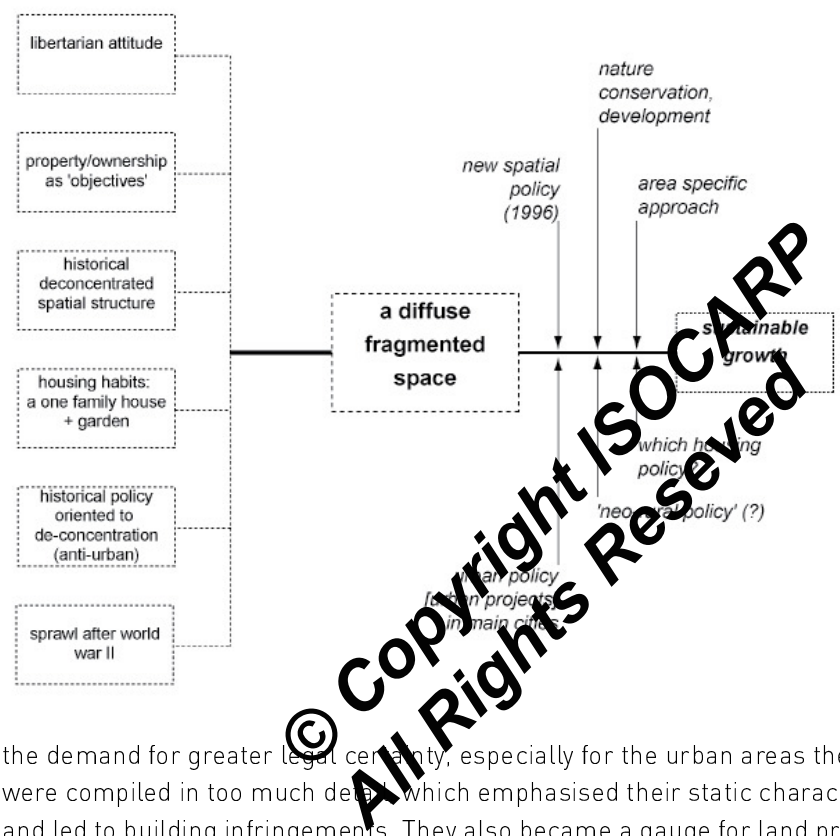 libertarian attitude
property/ownership
as 'objectives'
historical
deconcentrated
spatial structure
housing habits:
a one family house
+ garden
historical policy
oriented to
de-concentration
(anti-urban)
sprawl after world
war II
a diffuse
fragmented
space
new spatial
policy
(1996)
nature
conservation,
development
area specific
approach
sustainable
growth
which housing
policy?
'neo-rural policy' (?)
urban policy
[urban projects]
in main cities
© Copyright ISOCARP
All Rights Reseved
the demand for greater legal certainty, especially for the urban areas the
were compiled in too much detail, which emphasised their static charac
and led to building infringements. They also became a gauge for land